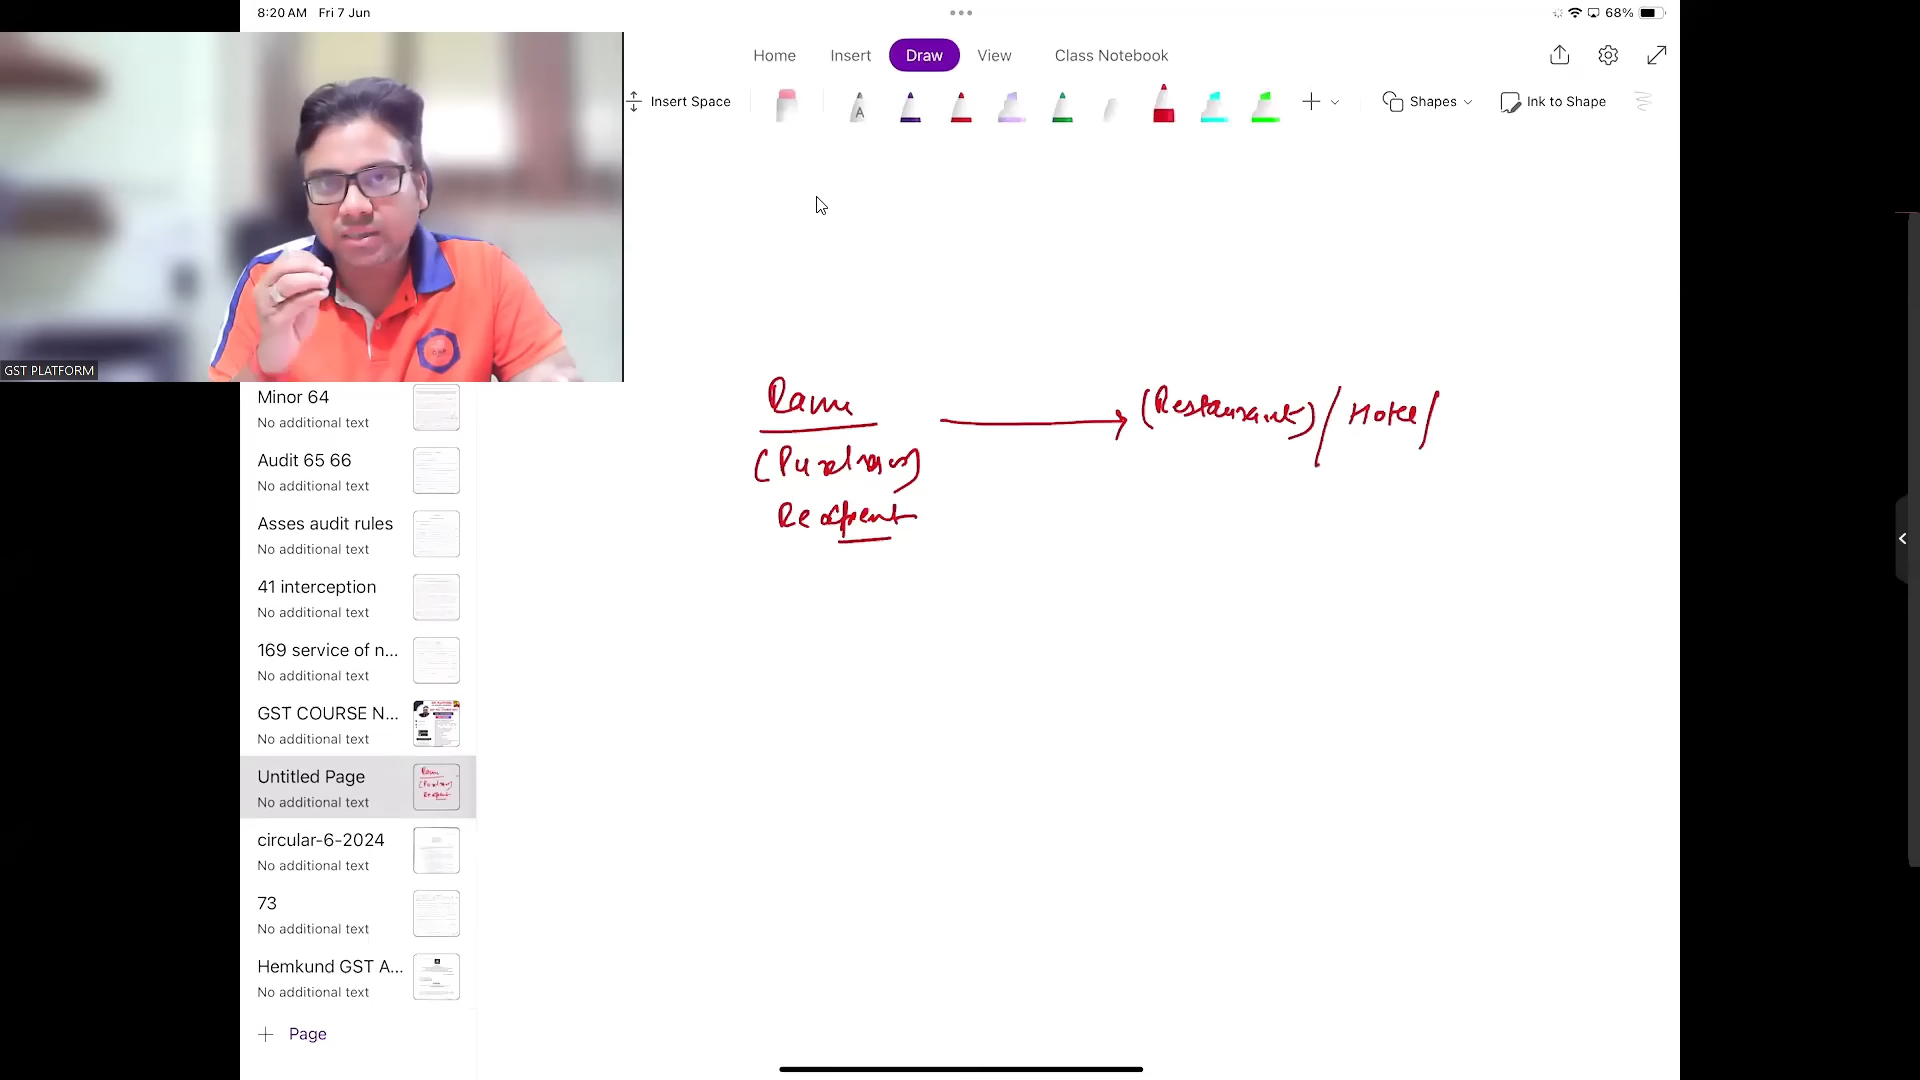 8:20 AM Fri 7 Jun
68%
Home Insert Draw View Class Notebook
Insert Space
A
Shapes
Ink to Shape
GST PLATFORM
Minor 64
No additional text
Audit 65 66
No additional text
Asses audit rules
No additional text
41 interception
No additional text
169 service of n...
No additional text
GST COURSE N...
No additional text
Untitled Page
No additional text
circular-6-2024
No additional text
73
No additional text
Hemkund GST A...
No additional text
+ Page
(Restaurant) / Hotel /